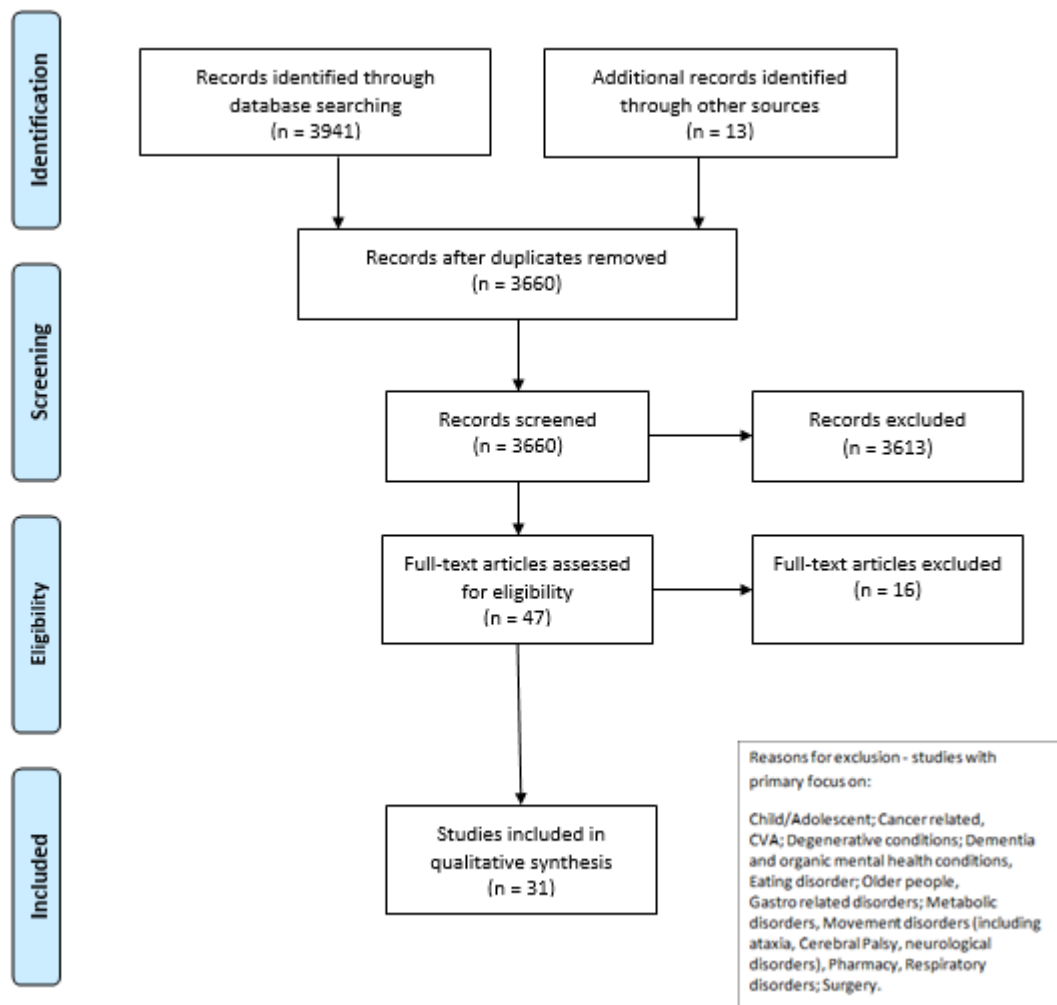 Identification
Records identified through
database searching
(n = 3941)
Additional records identified
through other sources
(n = 13)
Records after duplicates removed
(n = 3660)
Screening
Records screened
(n = 3660)
Records excluded
(n = 3613)
Eligibility
Full-text articles assessed
for eligibility
(n = 47)
Full-text articles excluded
(n = 16)
Included
Studies included in
qualitative synthesis
(n = 31)
Reasons for exclusion - studies with
primary focus on:
Child/Adolescent; Cancer related,
CVA; Degenerative conditions; Dementia
and organic mental health conditions,
Eating disorder; Older people,
Gastro related disorders; Metabolic
disorders, Movement disorders (including
ataxia, Cerebral Palsy, neurological
disorders), Pharmacy, Respiratory
disorders; Surgery.